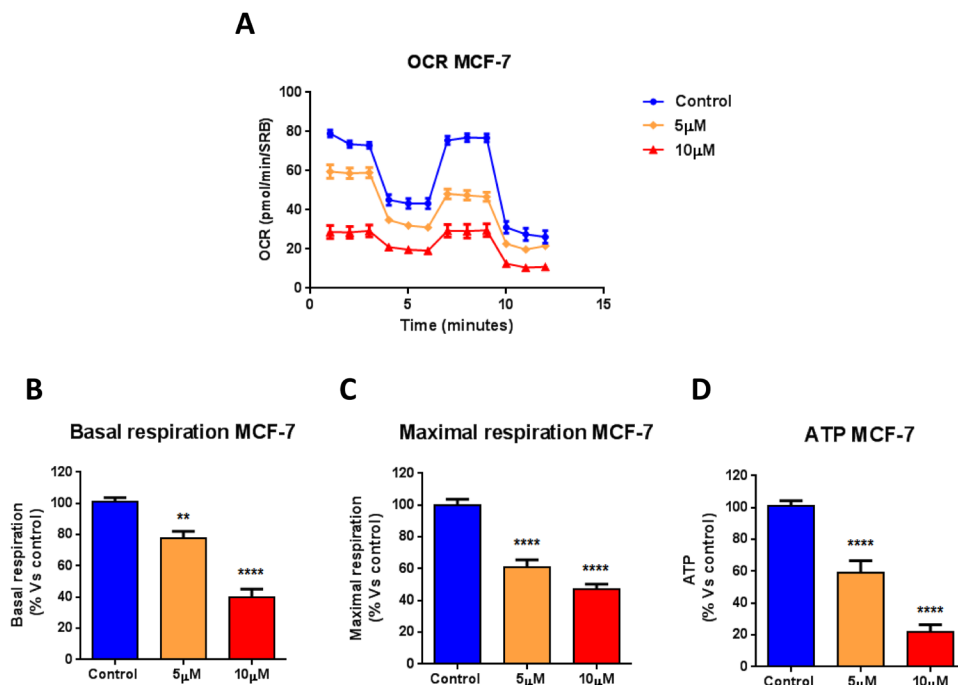 A
OCR MCF-7
OCR (pmol/min/SRB)
100
80
60
40
20
0
0 5 10 15
Time (minutes)
Control
5μM
10μM
B
Basal respiration MCF-7
Basal respiration
(% Vs control)
120
100
80
60
40
20
0
**
****
Control 5μM 10μM
C
Maximal respiration MCF-7
Maximal respiration
(% Vs control)
120
100
80
60
40
20
0
****
****
Control 5μM 10μM
D
ATP MCF-7
ATP
(% Vs control)
120
100
80
60
40
20
0
****
****
Control 5μM 10μM